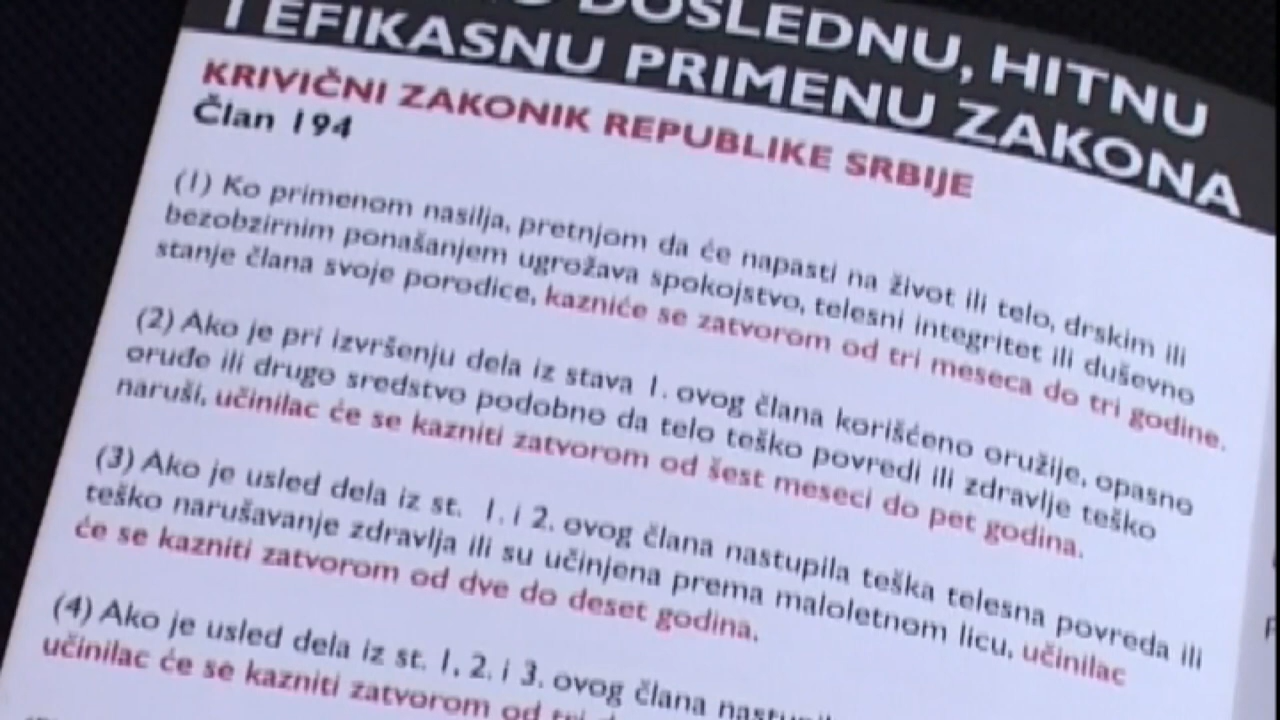 DOSLEDNU, HITNU
I EFIKASNU PRIMENU ZAKONA
KRIVIČNI ZAKONIK REPUBLIKE SRBIJE
Član 194
(1) Ko primenom nasilja, pretnjom da će napasti na život ili telo, drskim ili
bezobzirnim ponašanjem ugrožava spokojstvo, telesni integritet ili duševno
stanje člana svoje porodice, kazniće se zatvorom od tri meseca do tri godine.
(2) Ako je pri izvršenju dela iz stava 1. ovog člana korišćeno oružije, opasno
oruđe ili drugo sredstvo podobno da telo teško povredi ili zdravlje teško
naruši, učinilac će se kazniti zatvorom od šest meseci do pet godina.
(3) Ako je usled dela iz st. 1. i 2. ovog člana nastupila teška telesna povreda ili
teško narušavanje zdravlja ili su učinjena prema maloletnom licu, učinilac
će se kazniti zatvorom od dve do deset godina.
(4) Ako je usled dela iz st. 1, 2. i 3. ovog člana
učinilac će se kazniti zatvorom od tri